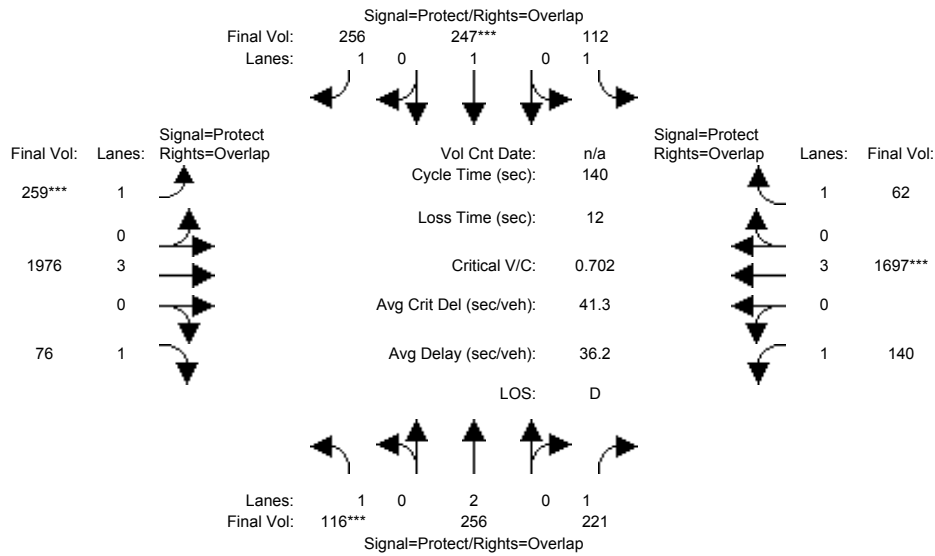 Signal=Protect/Rights=Overlap
Final Vol: 256 247*** 112
Lanes: 1 0 1 0 1
Signal=Protect
Final Vol: Lanes: Rights=Overlap
Vol Cnt Date: n/a
Signal=Protect
Rights=Overlap Lanes: Final Vol:
Cycle Time (sec): 140
259*** 1
1 62
Loss Time (sec): 12
0
0
1976 3
Critical V/C: 0.702
3 1697***
0
Avg Crit Del (sec/veh): 41.3
0
76 1
Avg Delay (sec/veh): 36.2
1 140
LOS: D
Lanes: 1 0 2 0 1
Final Vol: 116*** 256 221
Signal=Protect/Rights=Overlap